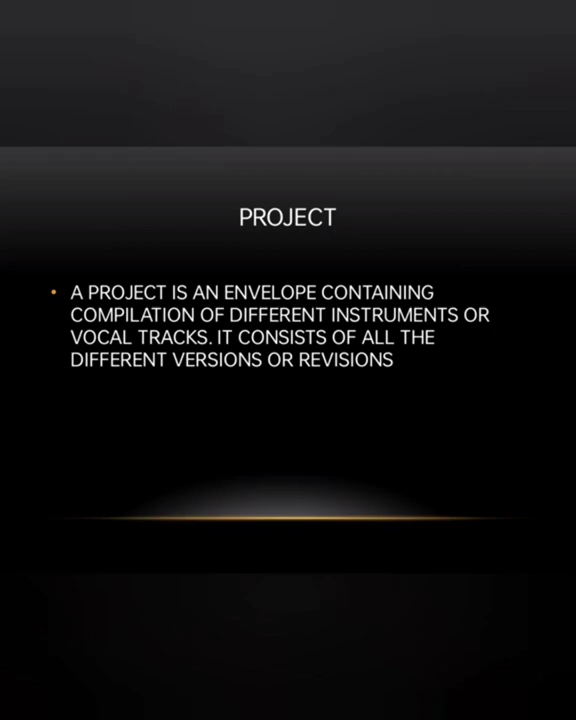 PROJECT
• A PROJECT IS AN ENVELOPE CONTAINING
COMPILATION OF DIFFERENT INSTRUMENTS OR
VOCAL TRACKS. IT CONSISTS OF ALL THE
DIFFERENT VERSIONS OR REVISIONS